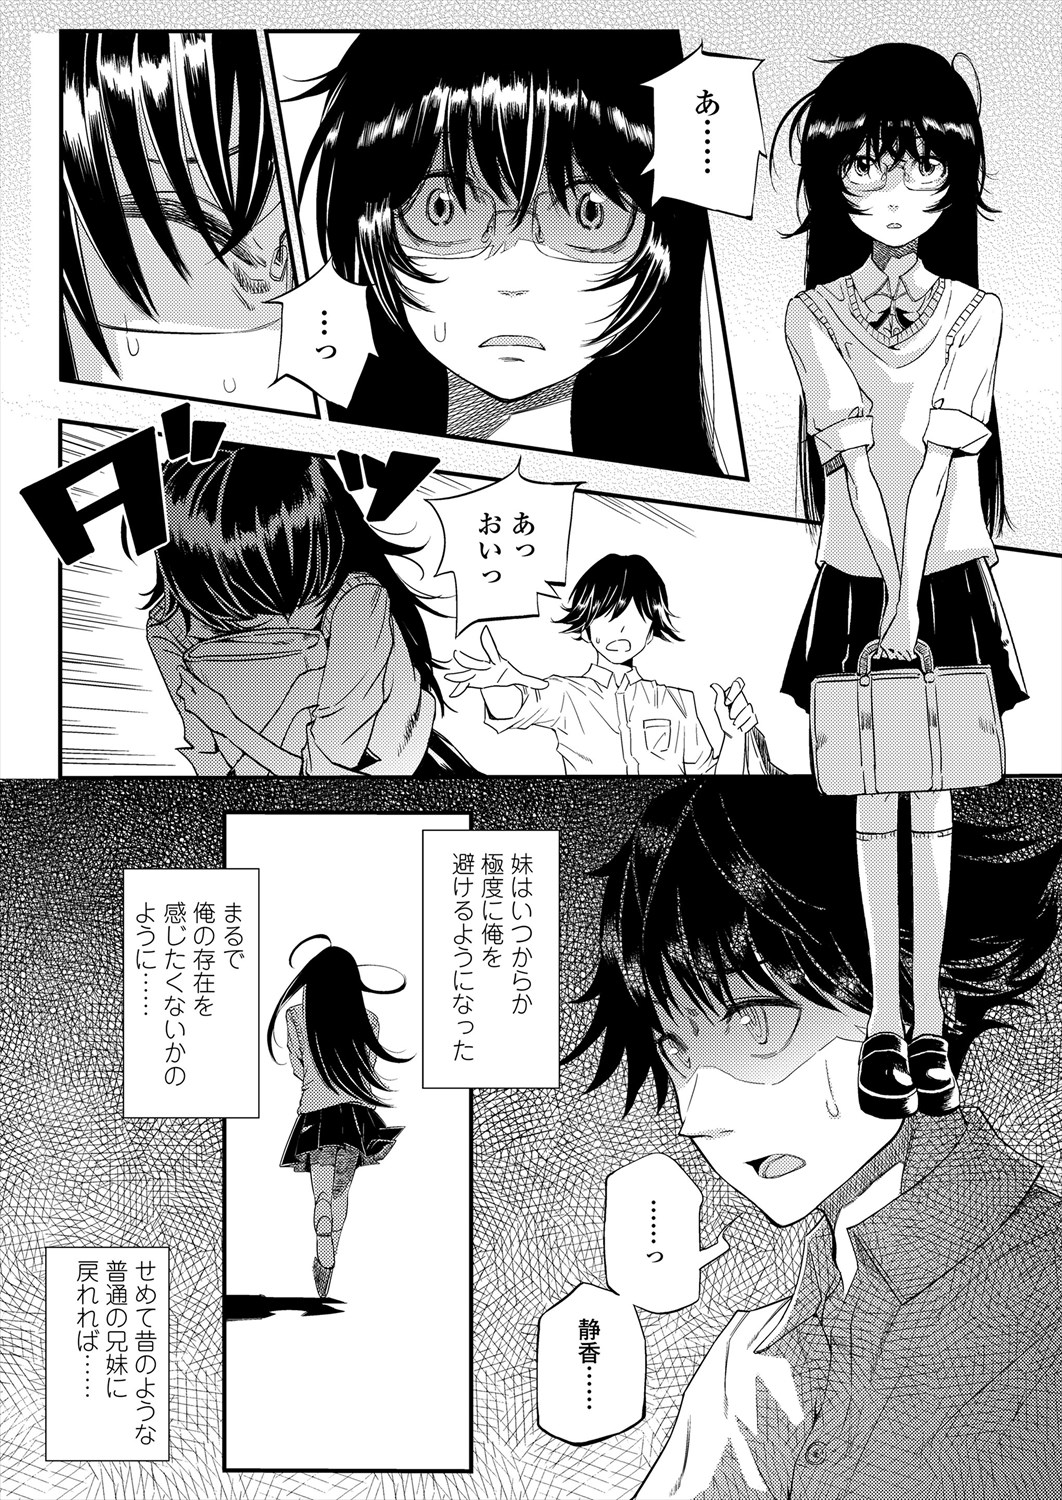 あ……
…っ
あっ
おいっ
ダッ
妹はいつからか
極度に俺を
避けるようになった
まるで
俺の存在を
感じたくないかの
ように……
……っ
静香……
せめて昔のような
普通の兄妹に
戻れれば……